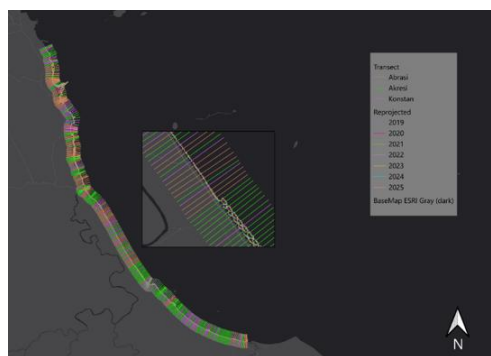 Transect
Abrasi
Akresi
Konstan
Reprojected
2019
2020
2021
2022
2023
2024
2025
BaseMap ESRI Gray (dark)
N